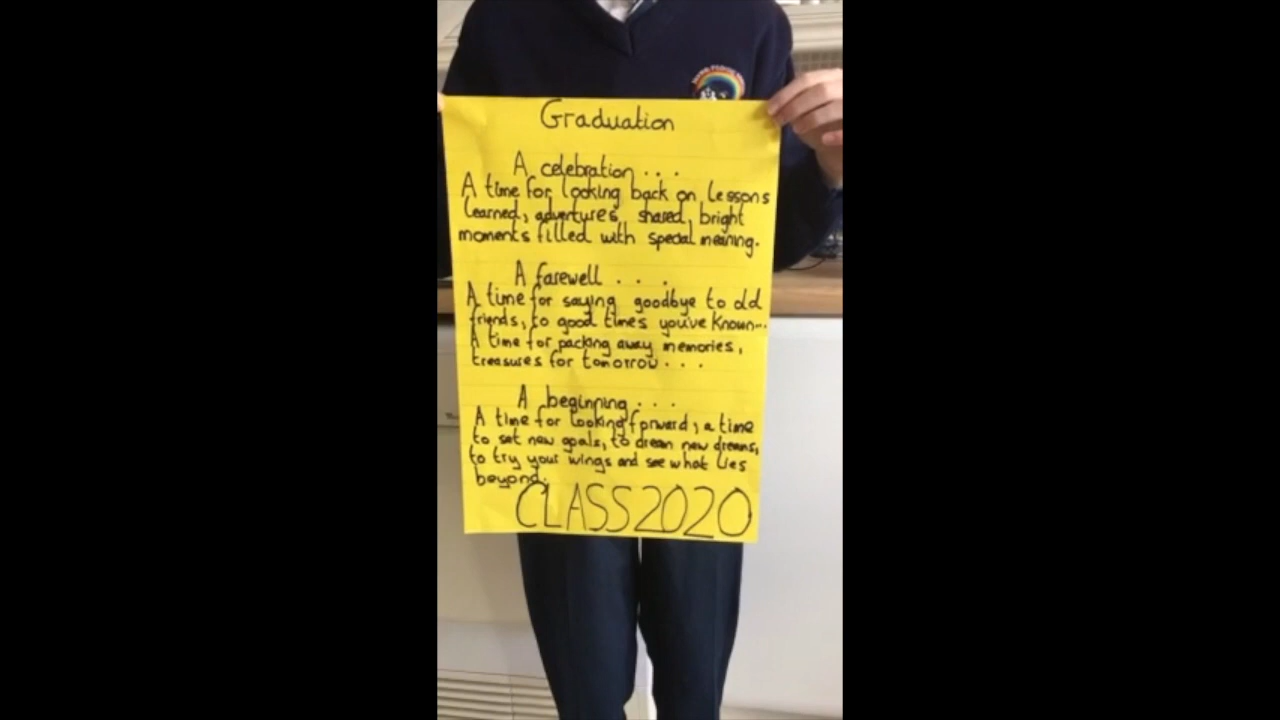 Graduation
A celebration...
A time for looking back on lessons
learned, adventures shared, bright
moments filled with special meaning.
A farewell...
A time for saying goodbye to old
friends, to good times you've known...
A time for packing away memories,
treasures for tomorrow...
A beginning...
A time for looking forward, a time
to set new goals, to dream new dreams,
to try your wings and see what lies
beyond.
CLASS 2020